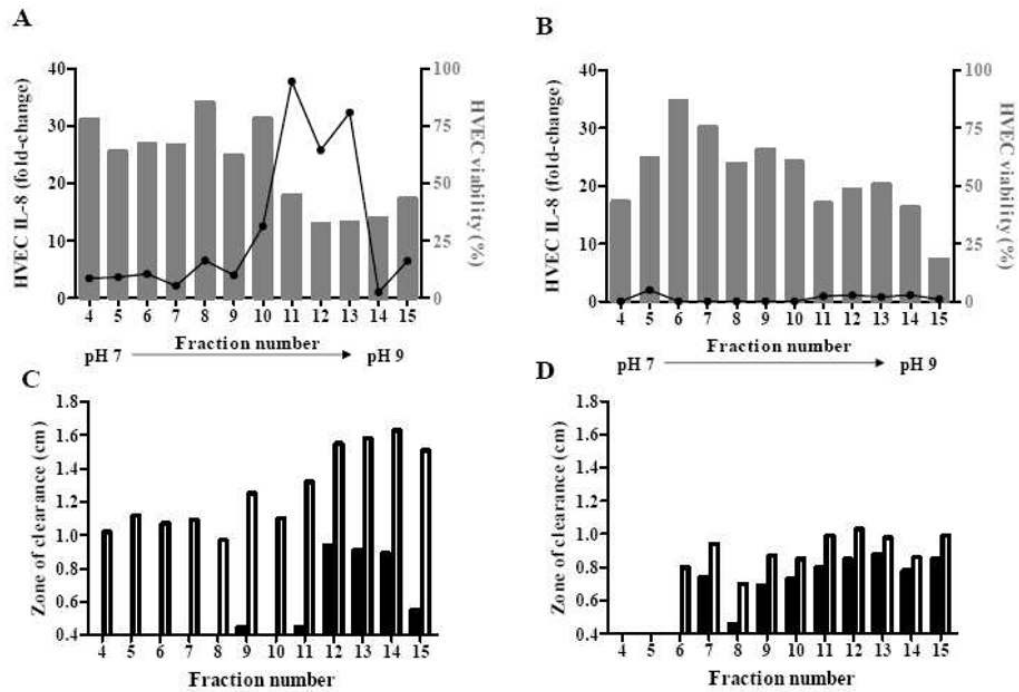 A
HVEC IL-8 (fold-change)
40
30
20
10
0
100
75
50
25
0
HVEC viability (%)
4 5 6 7 8 9 10 11 12 13 14 15
Fraction number
pH 7
pH 9
B
HVEC IL-8 (fold-change)
40
30
20
10
0
100
75
50
25
0
HVEC viability (%)
4 5 6 7 8 9 10 11 12 13 14 15
Fraction number
pH 7
pH 9
C
Zone of clearance (cm)
1.8
1.6
1.4
1.2
1.0
0.8
0.6
0.4
4 5 6 7 8 9 10 11 12 13 14 15
Fraction number
D
Zone of clearance (cm)
1.8
1.6
1.4
1.2
1.0
0.8
0.6
0.4
4 5 6 7 8 9 10 11 12 13 14 15
Fraction number